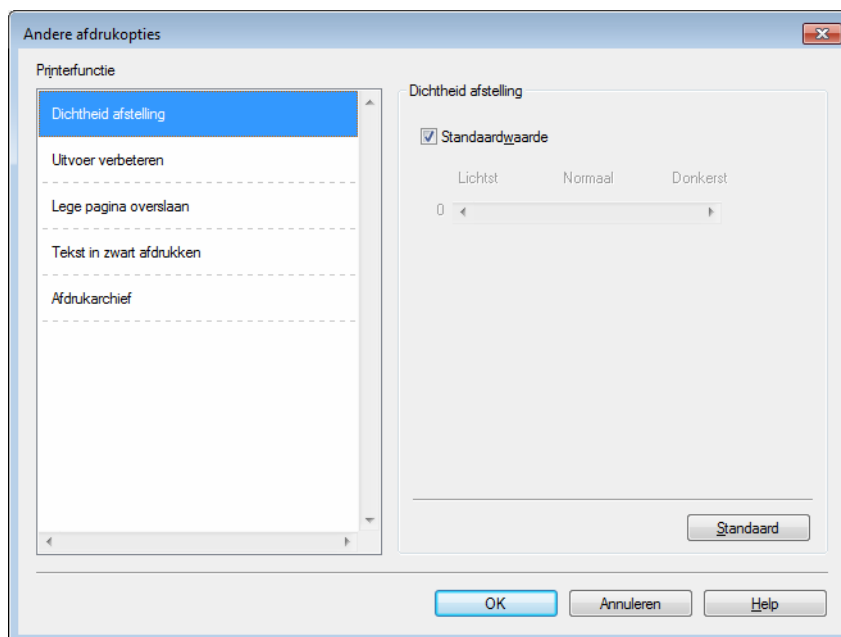 Andere afdrukopties
Printerfunctie
Dichtheid afstelling
Uitvoer verbeteren
Lege pagina overslaan
Tekst in zwart afdrukken
Afdrukarchief
Dichtheid afstelling
Standaardwaarde
Lichtst Normaal Donkerst
0
Standaard
OK Annuleren Help